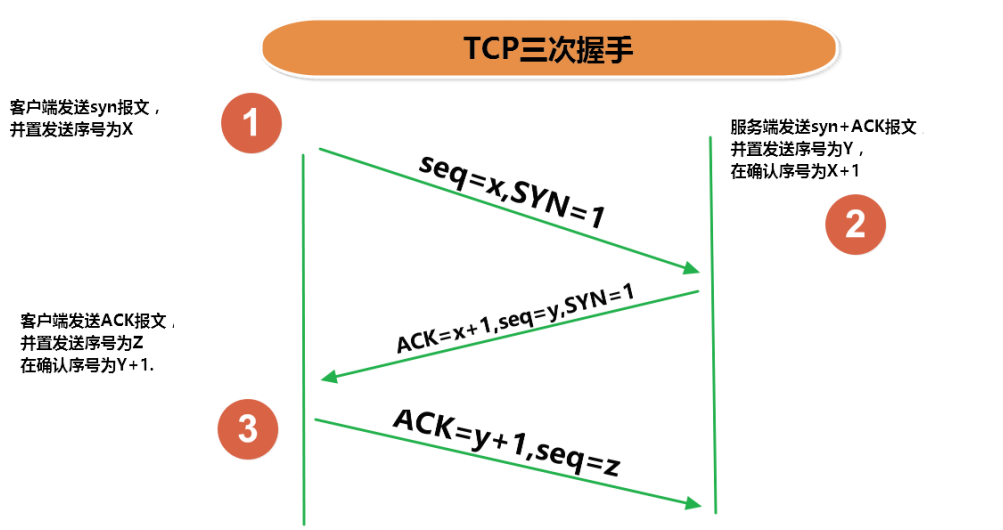 TCP三次握手
客户端发送syn报文，
并置发送序号为X
1
seq=x,SYN=1
服务端发送syn+ACK报文
并置发送序号为Y，
在确认序号为X+1
2
ACK=x+1,seq=y,SYN=1
客户端发送ACK报文，
并置发送序号为Z
在确认序号为Y+1.
3
ACK=y+1,seq=z